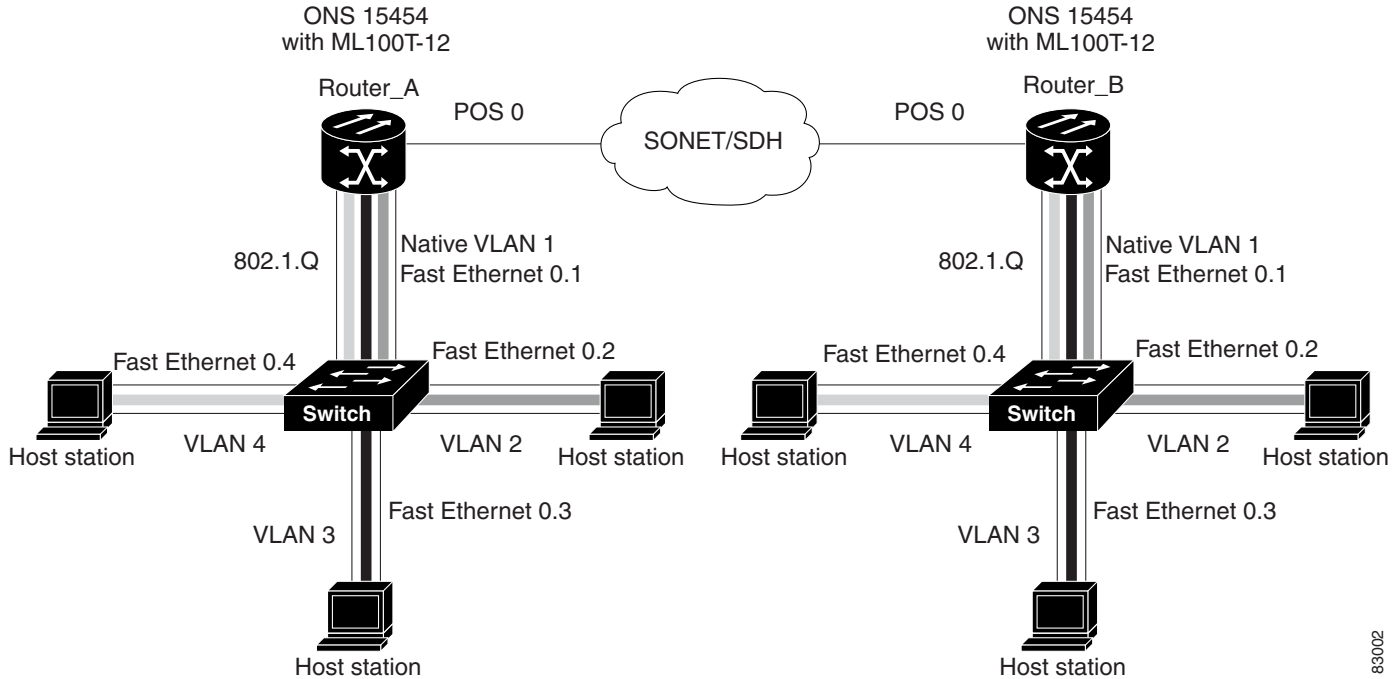 ONS 15454
with ML100T-12
ONS 15454
with ML100T-12
Router_A
Router_B
POS 0
POS 0
SONET/SDH
802.1.Q
Native VLAN 1
Fast Ethernet 0.1
802.1.Q
Native VLAN 1
Fast Ethernet 0.1
Fast Ethernet 0.4
Fast Ethernet 0.2
Fast Ethernet 0.4
Fast Ethernet 0.2
Switch
Switch
VLAN 4
VLAN 2
VLAN 4
VLAN 2
Host station
Host station
Host station
Host station
Fast Ethernet 0.3
Fast Ethernet 0.3
VLAN 3
VLAN 3
Host station
Host station
83002